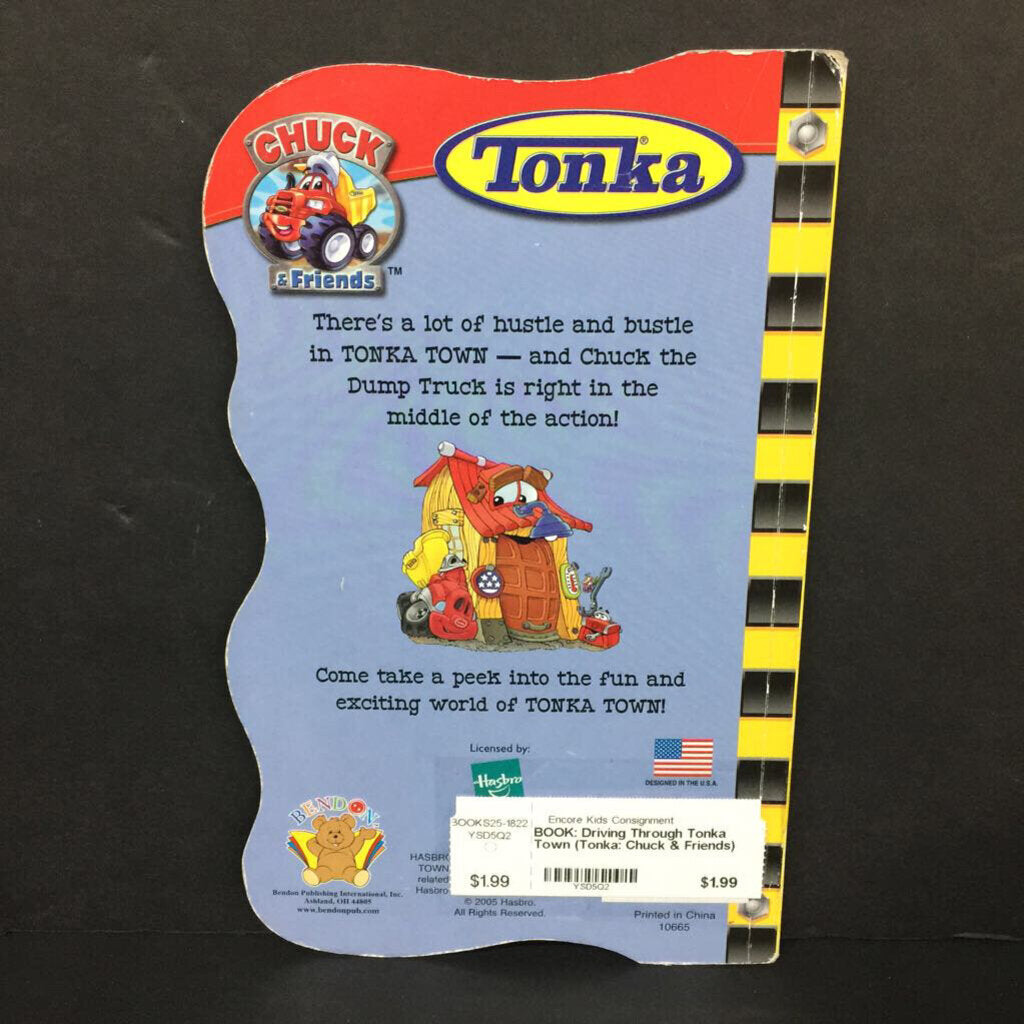 CHUCK
& Friends ™
Tonka®
There's a lot of hustle and bustle
in TONKA TOWN — and Chuck the
Dump Truck is right in the
middle of the action!
Come take a peek into the fun and
exciting world of TONKA TOWN!
Licensed by:
Hasbro
DESIGNED IN THE U.S.A.
BENDON
Bendon Publishing International, Inc.
Ashland, OH 44805
www.bendonpub.com
HASBRO
TOWN
related
Hasbro
© 2005 Hasbro.
All Rights Reserved.
BOOKS25-1822
YSD5Q2
$1.99
Encore Kids Consignment
BOOK: Driving Through Tonka
Town (Tonka: Chuck & Friends)
YSD5Q2
$1.99
Printed in China
10665